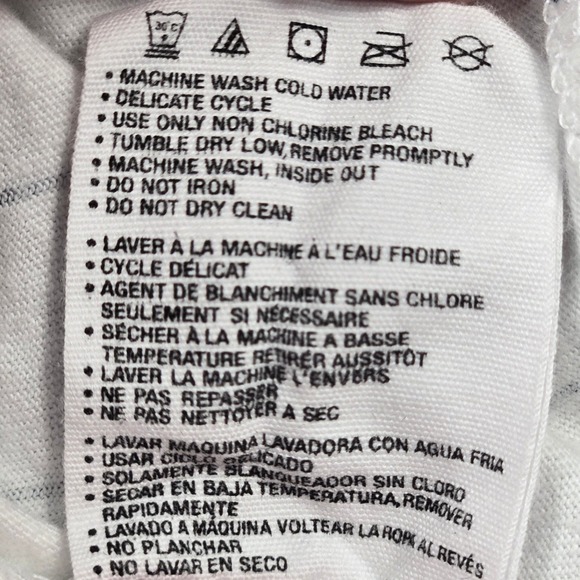 30°C
• MACHINE WASH COLD WATER
• DELICATE CYCLE
• USE ONLY NON CHLORINE BLEACH
• TUMBLE DRY LOW, REMOVE PROMPTLY
• MACHINE WASH, INSIDE OUT
• DO NOT IRON
• DO NOT DRY CLEAN
• LAVER À LA MACHINE À L'EAU FROIDE
• CYCLE DÉLICAT
• AGENT DE BLANCHIMENT SANS CHLORE
SEULEMENT SI NÉCESSAIRE
• SÉCHER À LA MACHINE A BASSE
TEMPERATURE RETIRER AUSSITÔT
• LAVER LA MACHINE L'ENVERS
• NE PAS REPASSER
• NE PAS NETTOYER A SEC
• LAVAR MAQUINA LAVADORA CON AGUA FRIA
• USAR CICLO DELICADO
• SOLAMENTE BLANQUEADOR SIN CLORO
• SECAR EN BAJA TEMPERATURA, REMOVER
RAPIDAMENTE
• LAVADO A MÁQUINA VOLTEAR LA ROPA AL REVÉS
• NO PLANCHAR
• NO LAVAR EN SECO